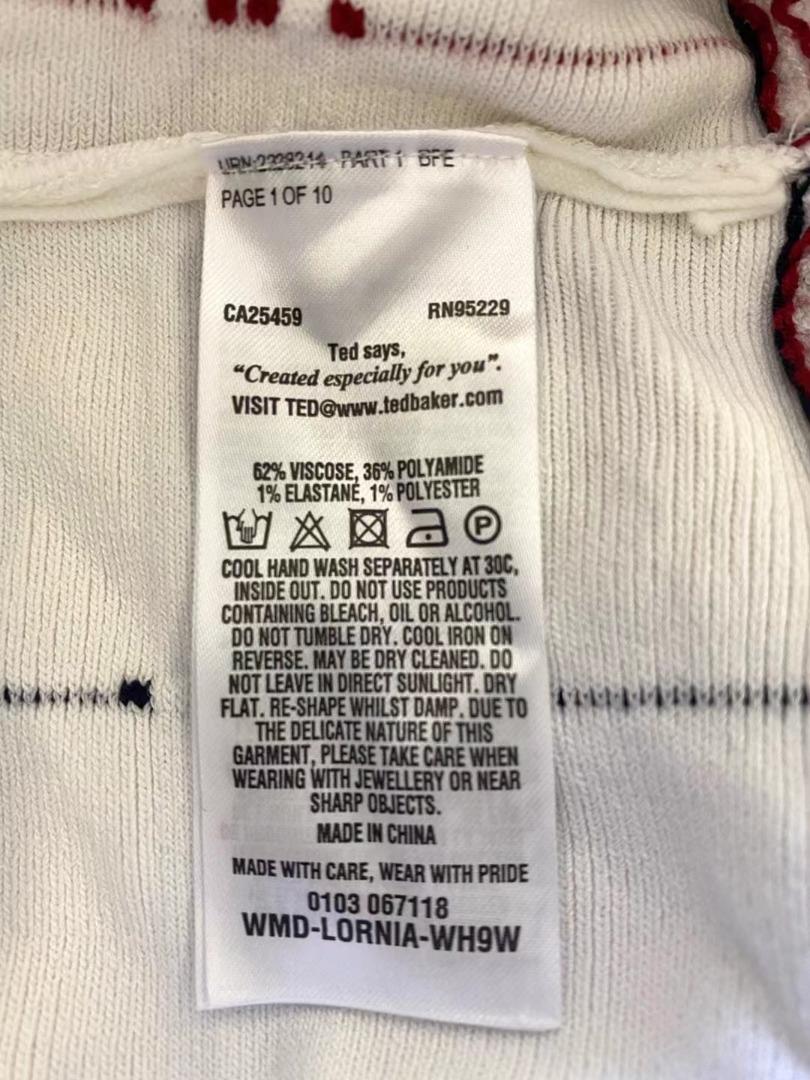 PART 1 BFE
PAGE 1 OF 10
CA25459 RN95229
Ted says,
“Created especially for you”.
VISIT TED@www.tedbaker.com
62% VISCOSE, 36% POLYAMIDE
1% ELASTANE, 1% POLYESTER
P
COOL HAND WASH SEPARATELY AT 30C,
INSIDE OUT. DO NOT USE PRODUCTS
CONTAINING BLEACH, OIL OR ALCOHOL.
DO NOT TUMBLE DRY. COOL IRON ON
REVERSE. MAY BE DRY CLEANED. DO
NOT LEAVE IN DIRECT SUNLIGHT. DRY
FLAT. RE-SHAPE WHILST DAMP. DUE TO
THE DELICATE NATURE OF THIS
GARMENT, PLEASE TAKE CARE WHEN
WEARING WITH JEWELLERY OR NEAR
SHARP OBJECTS.
MADE IN CHINA
MADE WITH CARE, WEAR WITH PRIDE
0103 067118
WMD-LORNIA-WH9W